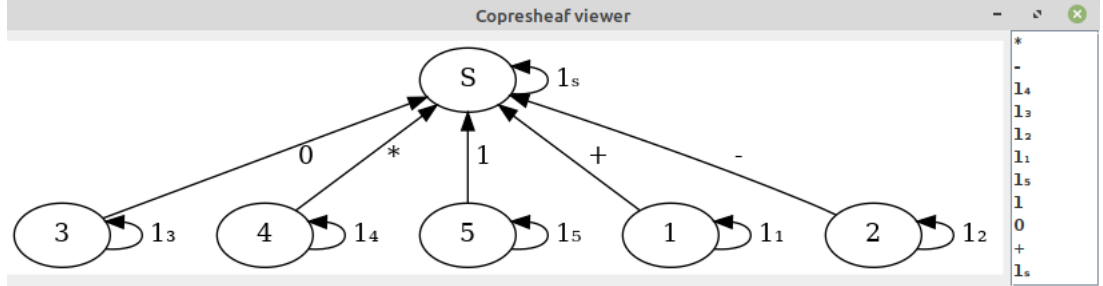 Copresheaf viewer
S 1ₛ
0 * 1 + -
3 1₃ 4 1₄ 5 1₅ 1 1₁ 2 1₂
*
-
1₄
1₃
1₂
1₁
1₅
1
0
+
1ₛ